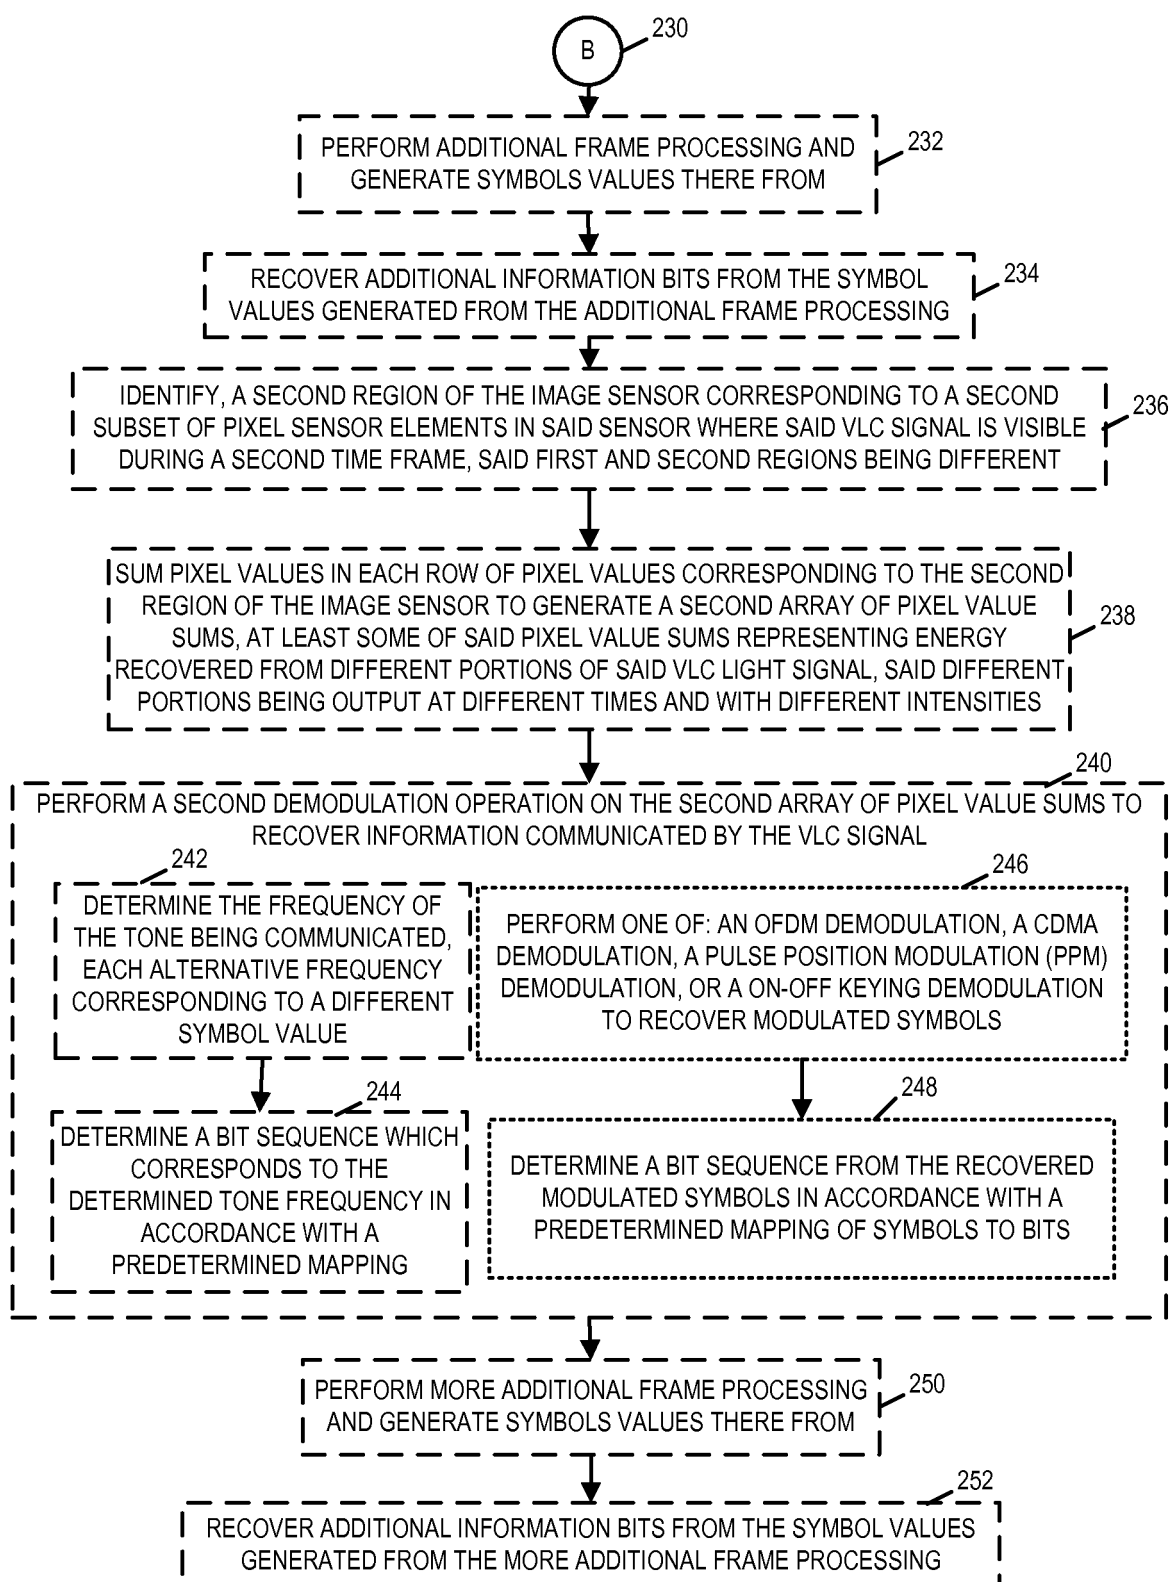 B
230
PERFORM ADDITIONAL FRAME PROCESSING AND
GENERATE SYMBOLS VALUES THERE FROM
232
RECOVER ADDITIONAL INFORMATION BITS FROM THE SYMBOL
VALUES GENERATED FROM THE ADDITIONAL FRAME PROCESSING
234
IDENTIFY, A SECOND REGION OF THE IMAGE SENSOR CORRESPONDING TO A SECOND
SUBSET OF PIXEL SENSOR ELEMENTS IN SAID SENSOR WHERE SAID VLC SIGNAL IS VISIBLE
DURING A SECOND TIME FRAME, SAID FIRST AND SECOND REGIONS BEING DIFFERENT
236
SUM PIXEL VALUES IN EACH ROW OF PIXEL VALUES CORRESPONDING TO THE SECOND
REGION OF THE IMAGE SENSOR TO GENERATE A SECOND ARRAY OF PIXEL VALUE
SUMS, AT LEAST SOME OF SAID PIXEL VALUE SUMS REPRESENTING ENERGY
RECOVERED FROM DIFFERENT PORTIONS OF SAID VLC LIGHT SIGNAL, SAID DIFFERENT
PORTIONS BEING OUTPUT AT DIFFERENT TIMES AND WITH DIFFERENT INTENSITIES
238
240
PERFORM A SECOND DEMODULATION OPERATION ON THE SECOND ARRAY OF PIXEL VALUE SUMS TO
RECOVER INFORMATION COMMUNICATED BY THE VLC SIGNAL
242
DETERMINE THE FREQUENCY OF
THE TONE BEING COMMUNICATED,
EACH ALTERNATIVE FREQUENCY
CORRESPONDING TO A DIFFERENT
SYMBOL VALUE
244
DETERMINE A BIT SEQUENCE WHICH
CORRESPONDS TO THE
DETERMINED TONE FREQUENCY IN
ACCORDANCE WITH A
PREDETERMINED MAPPING
246
PERFORM ONE OF: AN OFDM DEMODULATION, A CDMA
DEMODULATION, A PULSE POSITION MODULATION (PPM)
DEMODULATION, OR A ON-OFF KEYING DEMODULATION
TO RECOVER MODULATED SYMBOLS
248
DETERMINE A BIT SEQUENCE FROM THE RECOVERED
MODULATED SYMBOLS IN ACCORDANCE WITH A
PREDETERMINED MAPPING OF SYMBOLS TO BITS
PERFORM MORE ADDITIONAL FRAME PROCESSING
AND GENERATE SYMBOLS VALUES THERE FROM
250
252
RECOVER ADDITIONAL INFORMATION BITS FROM THE SYMBOL VALUES
GENERATED FROM THE MORE ADDITIONAL FRAME PROCESSING